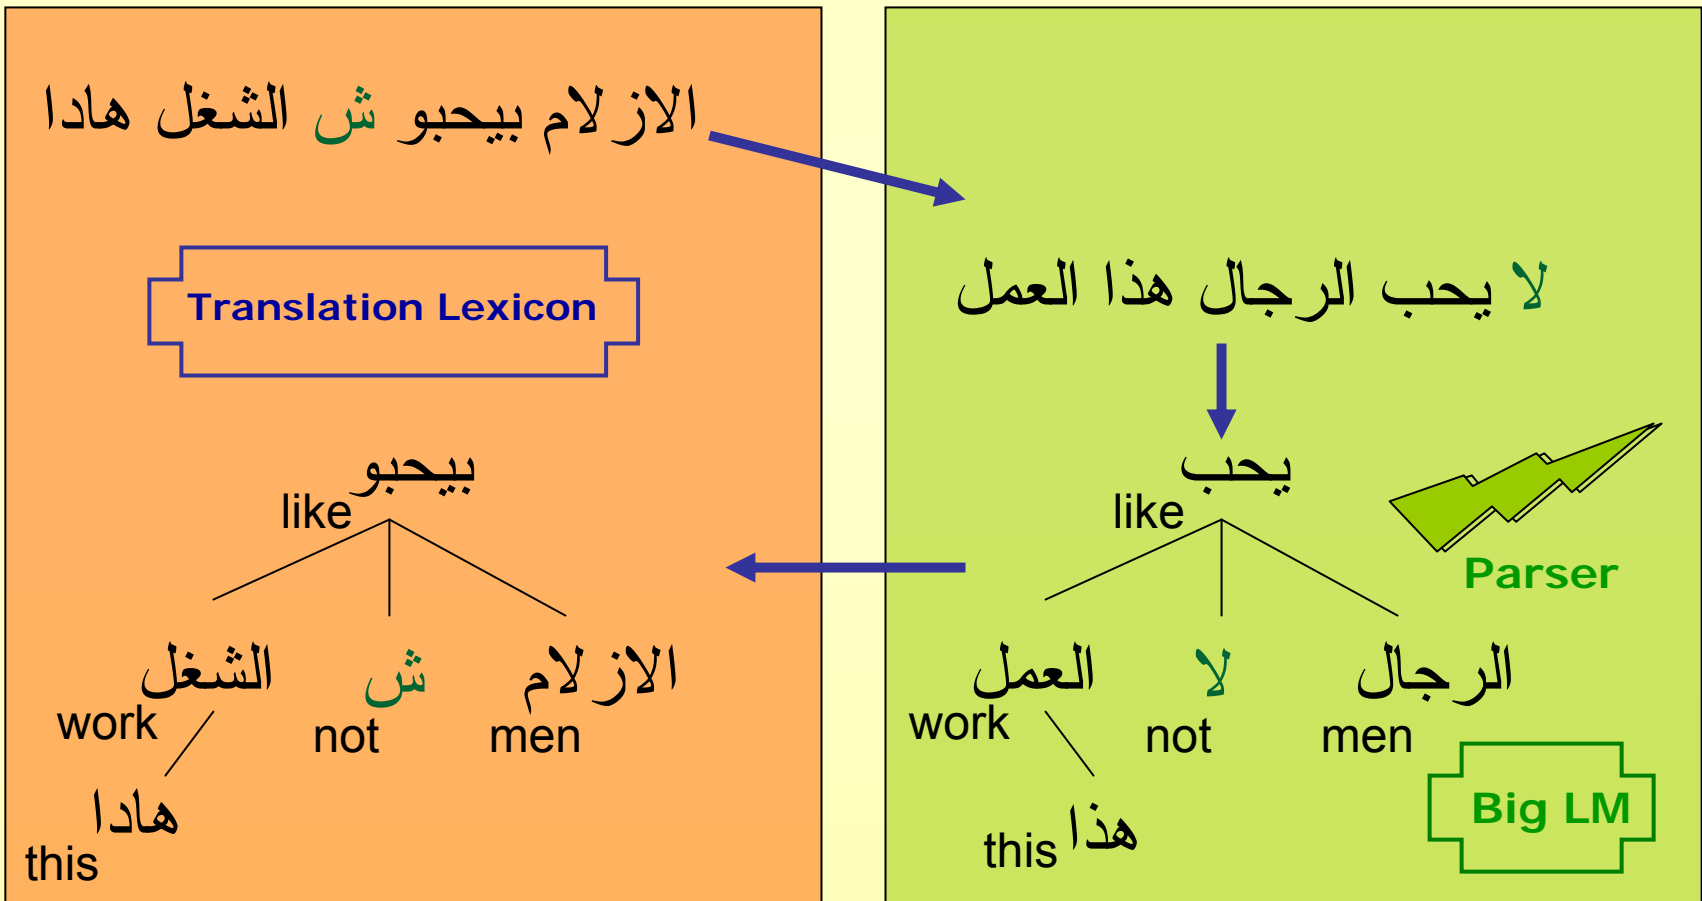 الازلام بيحبو ش الشغل هادا
Translation Lexicon
بيحبو
like
الازلام ش الشغل
work not men
هادا
this
لا يحب الرجال هذا العمل
يحب
like
Parser
الرجال لا العمل
work not men
هذا
this
Big LM